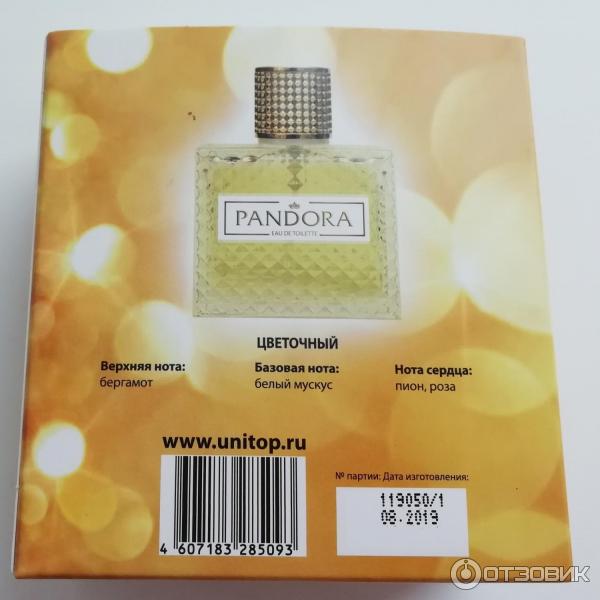 PANDORA
EAU DE TOILETTE
ЦВЕТОЧНЫЙ
Верхняя нота:
бергамот
Базовая нота:
белый мускус
Нота сердца:
пион, роза
www.unitop.ru
№ партии: Дата изготовления:
119050/1
08.2019
4 607183 285093
ОТЗОВИК